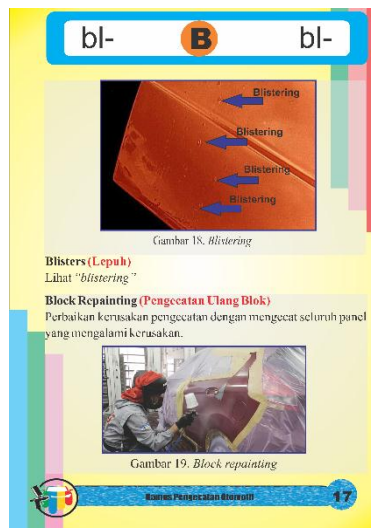 bl- B bl-
Blistering
Blistering
Blistering
Blistering
Gambar 18. Blistering
Blisters (Lepuh)
Lihat “blistering”
Block Repainting (Pengecatan Ulang Blok)
Perbaikan kerusakan pengecatan dengan mengecat seluruh panel
yang mengalami kerusakan.
Gambar 19. Block repainting
Kamus Pengecatan Otomotif 17